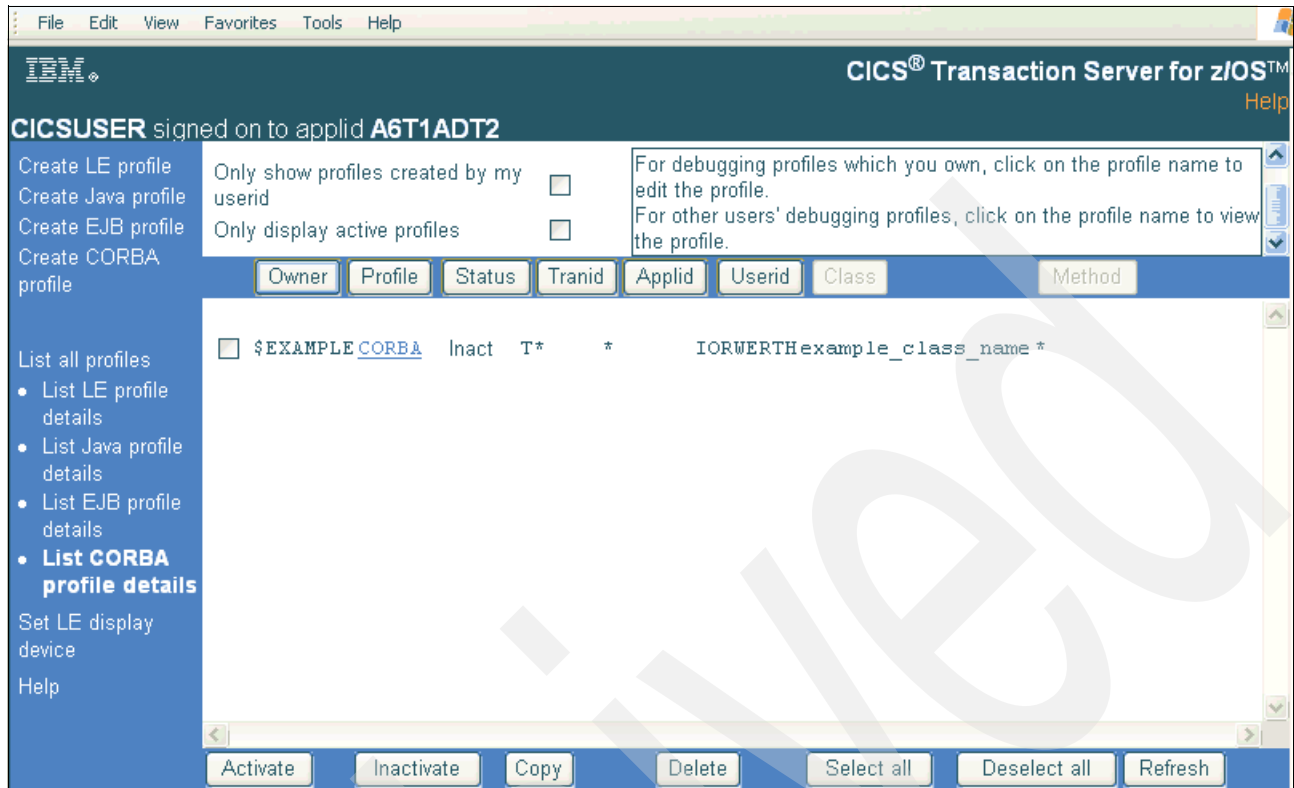 File Edit View Favorites Tools Help
IBM®
CICS® Transaction Server for z/OS™
Help
CICSUSER signed on to applid A6T1ADT2
Create LE profile
Create Java profile
Create EJB profile
Create CORBA
profile
List all profiles
• List LE profile
details
• List Java profile
details
• List EJB profile
details
• List CORBA
profile details
Set LE display
device
Help
Only show profiles created by my
userid
Only display active profiles
For debugging profiles which you own, click on the profile name to
edit the profile.
For other users' debugging profiles, click on the profile name to view
the profile.
Owner Profile Status Tranid Applid Userid Class Method
$EXAMPLE CORBA Inact T* * IORWERTHexample_class_name *
Activate Inactivate Copy Delete Select all Deselect all Refresh